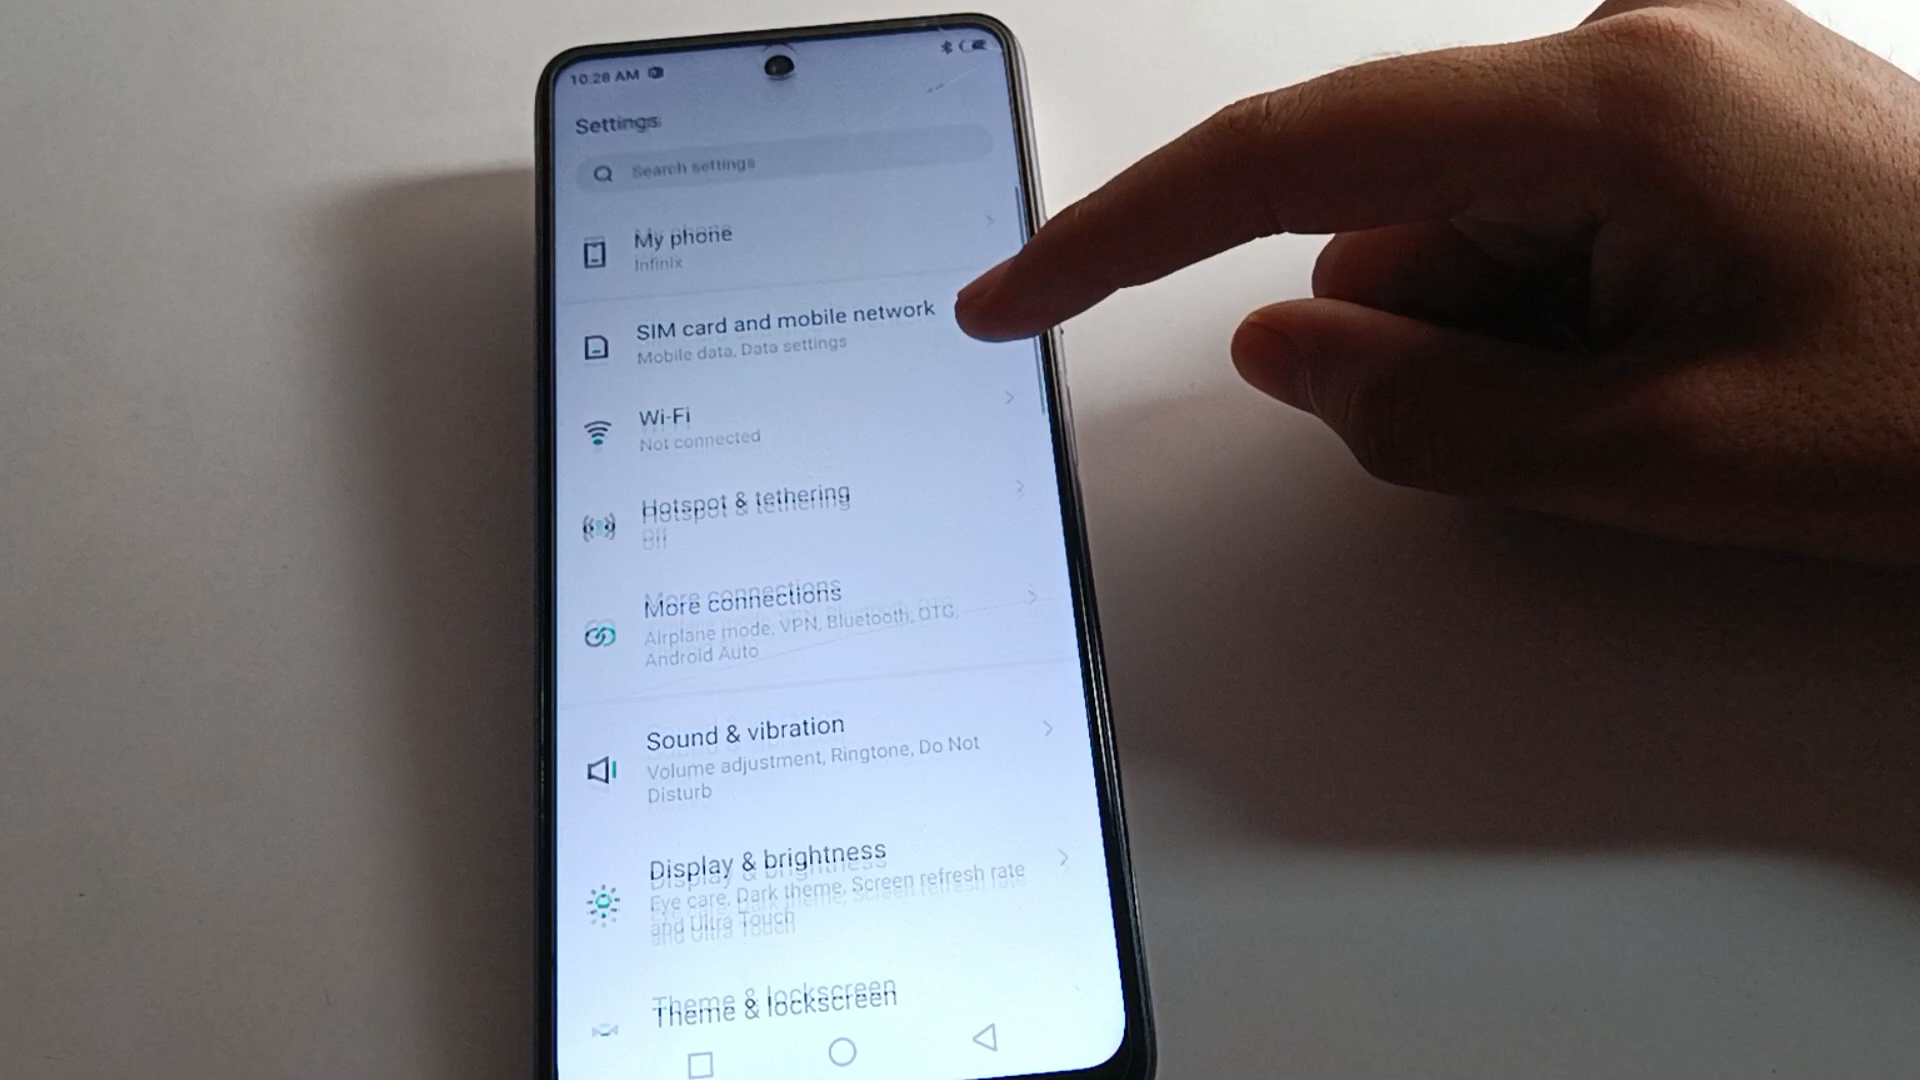 10:28 AM
Settings
Search settings
My phone
Infinix
SIM card and mobile network
Mobile data, Data settings
Wi-Fi
Not connected
Hotspot & tethering
Off
More connections
Airplane mode, VPN, Bluetooth, OTG,
Android Auto
Sound & vibration
Volume adjustment, Ringtone, Do Not
Disturb
Display & brightness
Eye care, Dark theme, Screen refresh rate
and Ultra Touch
Theme & lockscreen